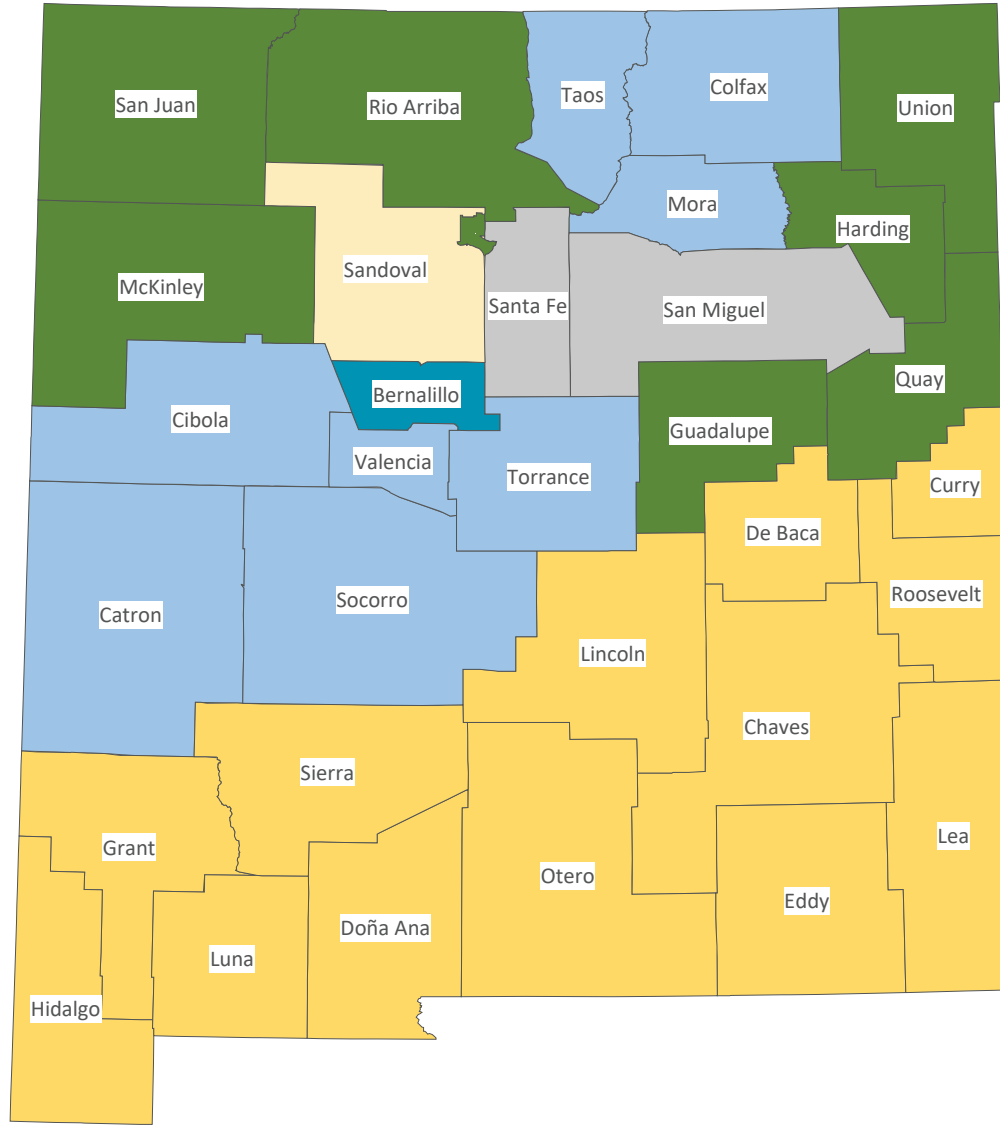 San Juan
Rio Arriba
Taos
Colfax
Union
Mora
Harding
McKinley
Sandoval
Santa Fe
San Miguel
Quay
Bernalillo
Cibola
Guadalupe
Valencia
Torrance
Curry
De Baca
Catron
Socorro
Roosevelt
Lincoln
Chaves
Sierra
Grant
Lea
Otero
Eddy
Doña Ana
Luna
Hidalgo